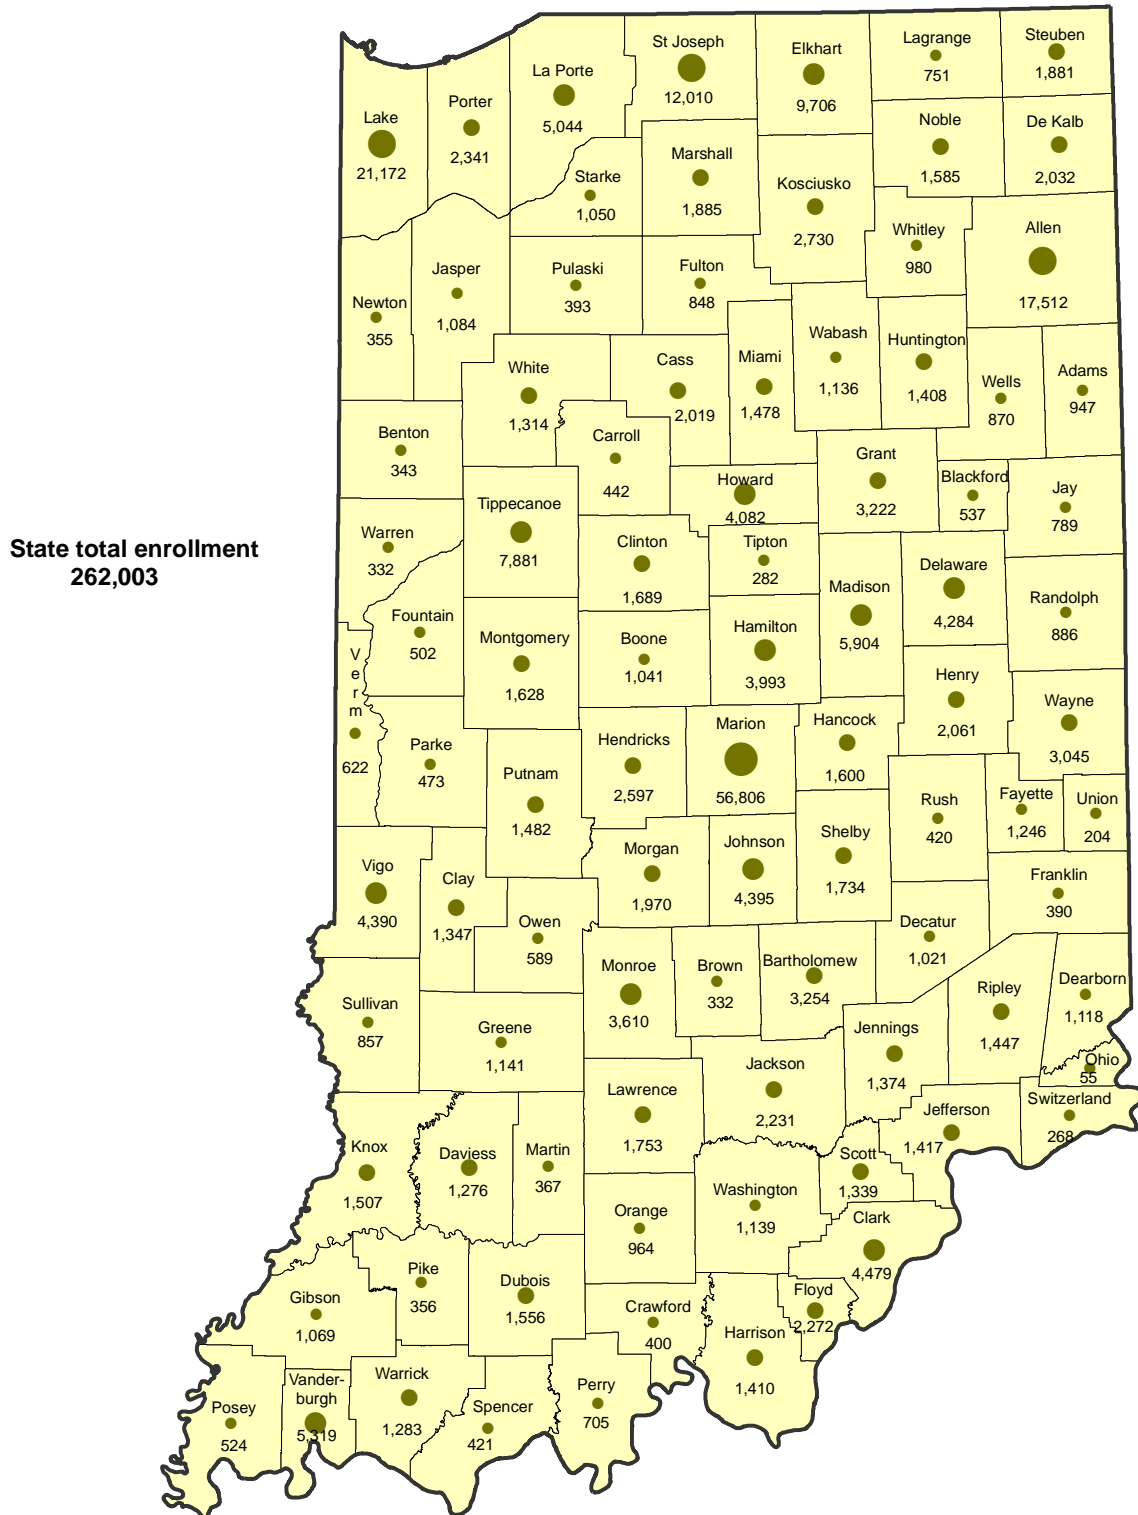 St Joseph
12,010
Elkhart
9,706
Lagrange
751
Steuben
1,881
La Porte
5,044
Lake
21,172
Porter
2,341
Noble
1,585
De Kalb
2,032
Marshall
1,885
Starke
1,050
Kosciusko
2,730
Whitley
980
Allen
17,512
Newton
355
Jasper
1,084
Pulaski
393
Fulton
848
Wabash
1,136
Huntington
1,408
White
1,314
Cass
2,019
Miami
1,478
Wells
870
Adams
947
Benton
343
Carroll
442
Grant
3,222
Blackford
537
Jay
789
Howard
4,082
Tippecanoe
7,881
Warren
332
State total enrollment
262,003
Clinton
1,689
Tipton
282
Madison
5,904
Delaware
4,284
Randolph
886
Fountain
502
Montgomery
1,628
Boone
1,041
Hamilton
3,993
V
e
r
m
622
Henry
2,061
Wayne
3,045
Parke
473
Putnam
1,482
Hendricks
2,597
Marion
56,806
Hancock
1,600
Rush
420
Fayette
1,246
Union
204
Vigo
4,390
Clay
1,347
Morgan
1,970
Johnson
4,395
Shelby
1,734
Franklin
390
Owen
589
Decatur
1,021
Monroe
3,610
Brown
332
Bartholomew
3,254
Ripley
1,447
Dearborn
1,118
Sullivan
857
Greene
1,141
Jennings
1,374
Ohio
55
Jackson
2,231
Lawrence
1,753
Jefferson
1,417
Switzerland
268
Knox
1,507
Daviess
1,276
Martin
367
Scott
1,339
Washington
1,139
Orange
964
Clark
4,479
Pike
356
Dubois
1,556
Gibson
1,069
Crawford
400
Floyd
2,272
Harrison
1,410
Posey
524
Vander-
burgh
5,319
Warrick
1,283
Spencer
421
Perry
705